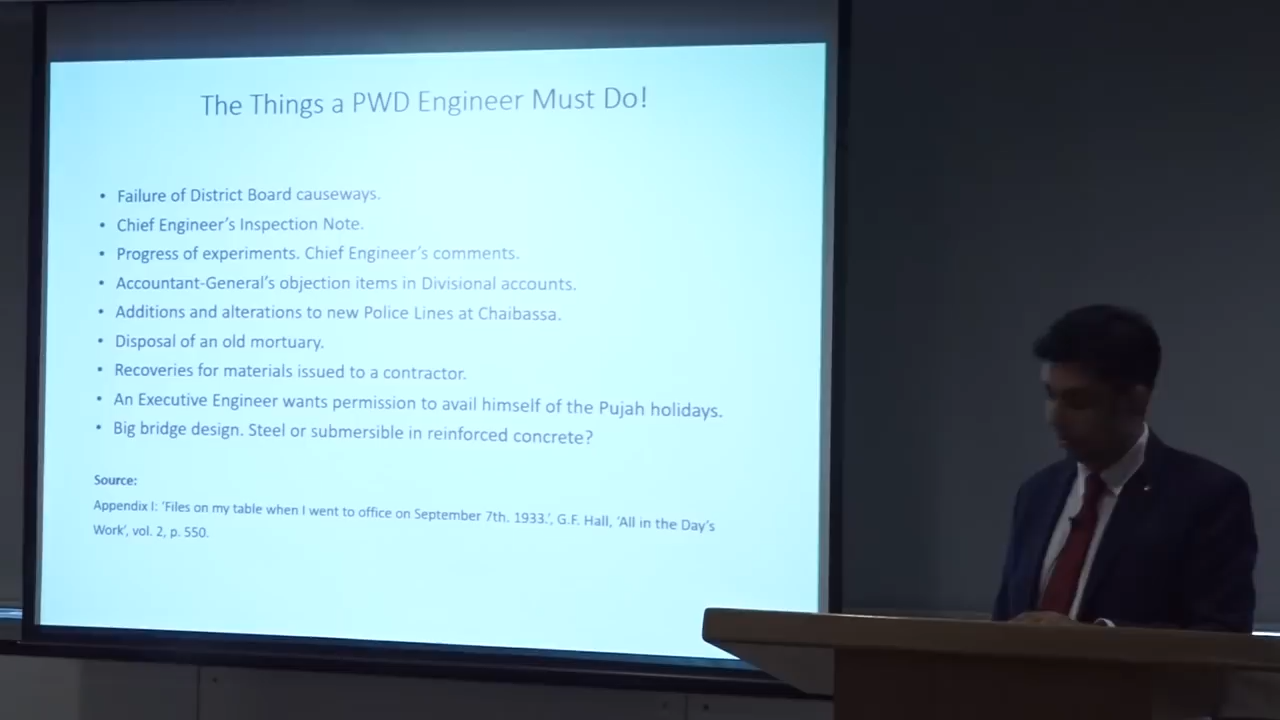 The Things a PWD Engineer Must Do!
• Failure of District Board causeways.
• Chief Engineer's Inspection Note.
• Progress of experiments. Chief Engineer's comments.
• Accountant-General's objection items in Divisional accounts.
• Additions and alterations to new Police Lines at Chaibassa.
• Disposal of an old mortuary.
• Recoveries for materials issued to a contractor.
• An Executive Engineer wants permission to avail himself of the Pujah holidays.
• Big bridge design. Steel or submersible in reinforced concrete?
Source:
Appendix I: 'Files on my table when I went to office on September 7th. 1933.', G.F. Hall, 'All in the Day's
Work', vol. 2, p. 550.